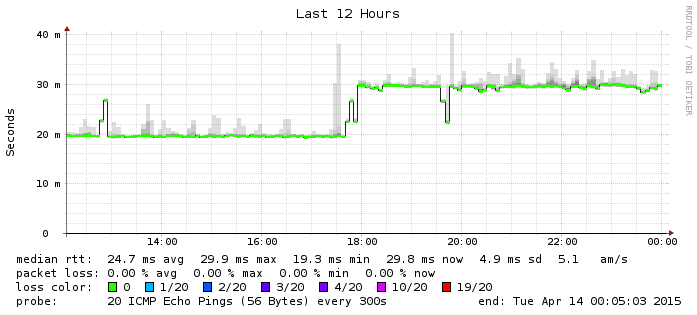 Last 12 Hours
RRDTOOL / TOBI OETIKER
Seconds
40 m
30 m
20 m
10 m
0
14:00 16:00 18:00 20:00 22:00 00:00
median rtt: 24.7 ms avg 29.9 ms max 19.3 ms min 29.8 ms now 4.9 ms sd 5.1 am/s
packet loss: 0.00 % avg 0.00 % max 0.00 % min 0.00 % now
loss color: 0 1/20 2/20 3/20 4/20 10/20 19/20
probe: 20 ICMP Echo Pings (56 Bytes) every 300s end: Tue Apr 14 00:05:03 2015